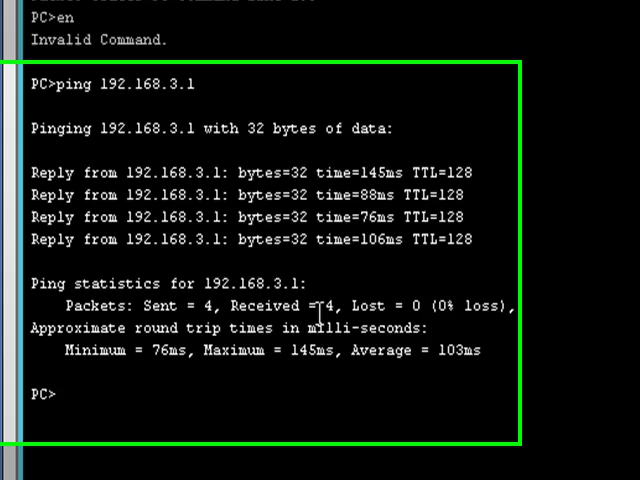 PC>en
Invalid Command.
PC>ping 192.168.3.1
Pinging 192.168.3.1 with 32 bytes of data:
Reply from 192.168.3.1: bytes=32 time=145ms TTL=128
Reply from 192.168.3.1: bytes=32 time=88ms TTL=128
Reply from 192.168.3.1: bytes=32 time=76ms TTL=128
Reply from 192.168.3.1: bytes=32 time=106ms TTL=128
Ping statistics for 192.168.3.1:
Packets: Sent = 4, Received = 4, Lost = 0 (0% loss),
Approximate round trip times in milli-seconds:
Minimum = 76ms, Maximum = 145ms, Average = 103ms
PC>